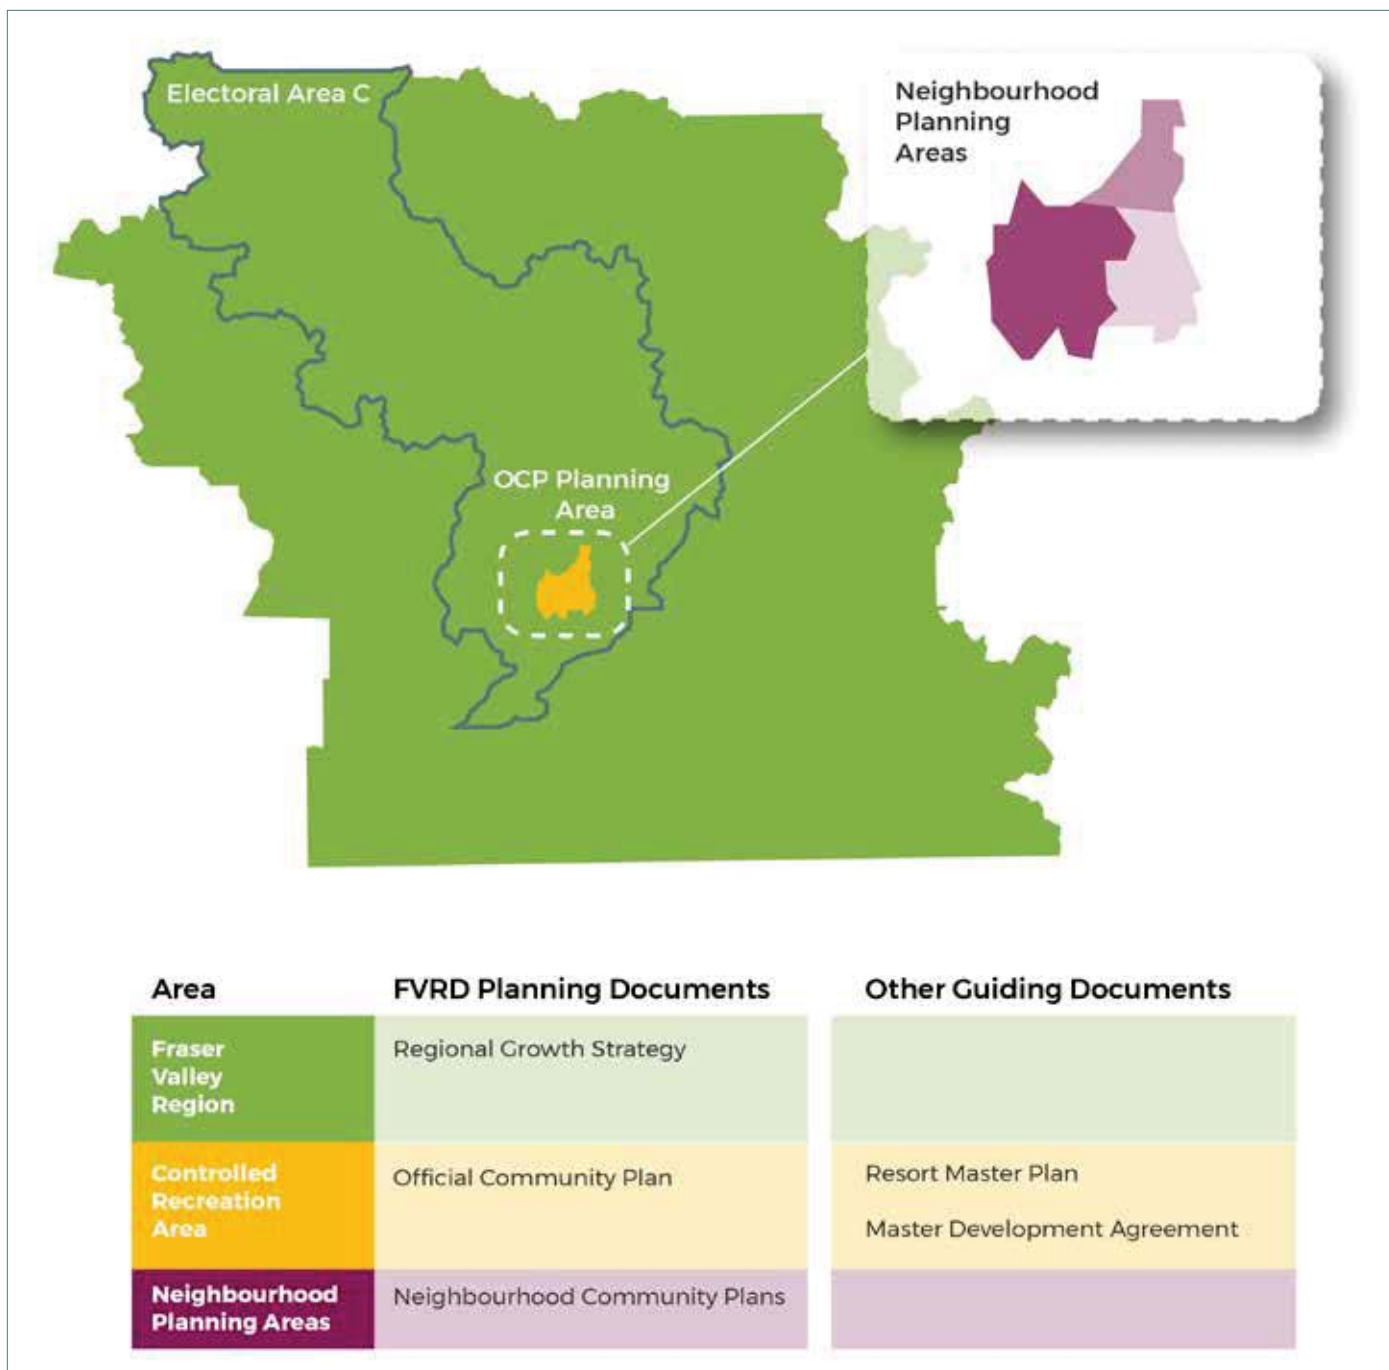 Electoral Area C
Neighbourhood
Planning
Areas
OCP Planning
Area
Area
FVRD Planning Documents
Other Guiding Documents
Fraser
Valley
Region
Regional Growth Strategy
Controlled
Recreation
Area
Official Community Plan
Resort Master Plan
Master Development Agreement
Neighbourhood
Planning Areas
Neighbourhood Community Plans